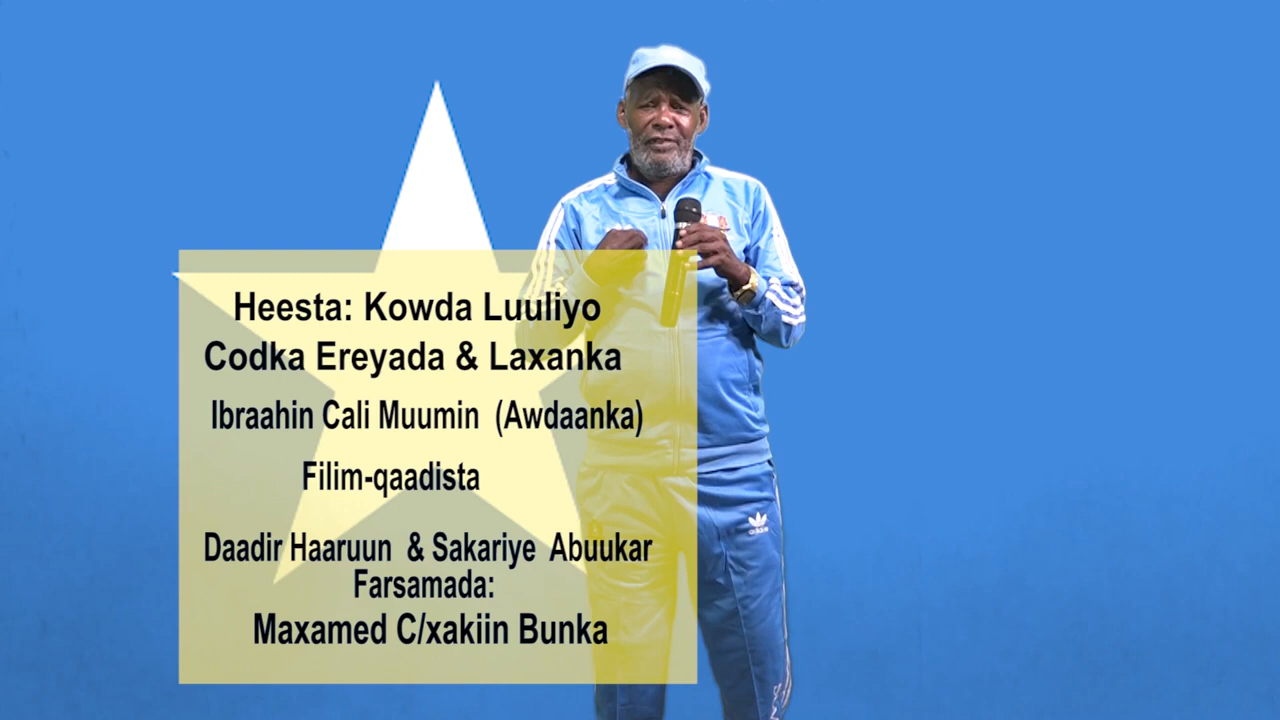 Heesta: Kowda Luuliyo
Codka Ereyada & Laxanka
Ibraahin Cali Muumin (Awdaanka)
Filim-qaadista
Daadir Haaruun & Sakariye Abuukar
Farsamada:
Maxamed C/xakiin Bunka
adidas